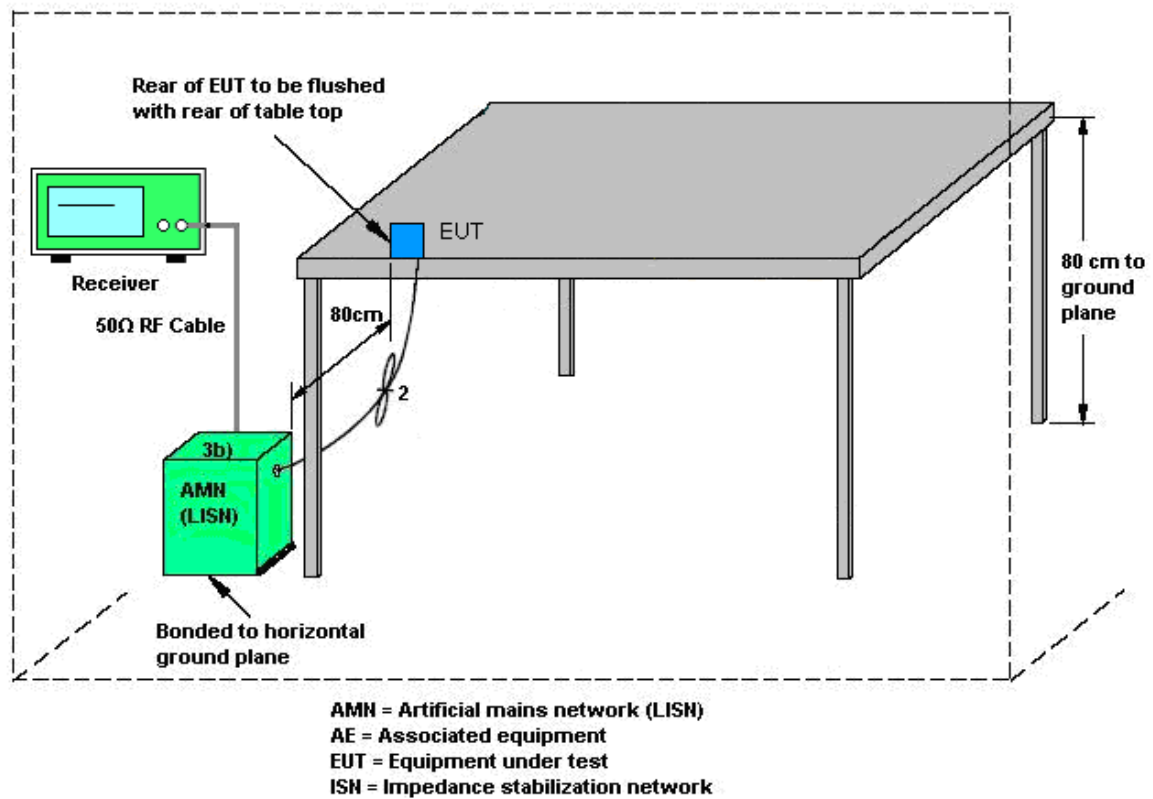 Rear of EUT to be flushed
with rear of table top
EUT
Receiver
50Ω RF Cable
80cm
80 cm to
ground
plane
2
3b)
AMN
(LISN)
Bonded to horizontal
ground plane
AMN = Artificial mains network (LISN)
AE = Associated equipment
EUT = Equipment under test
ISN = Impedance stabilization network